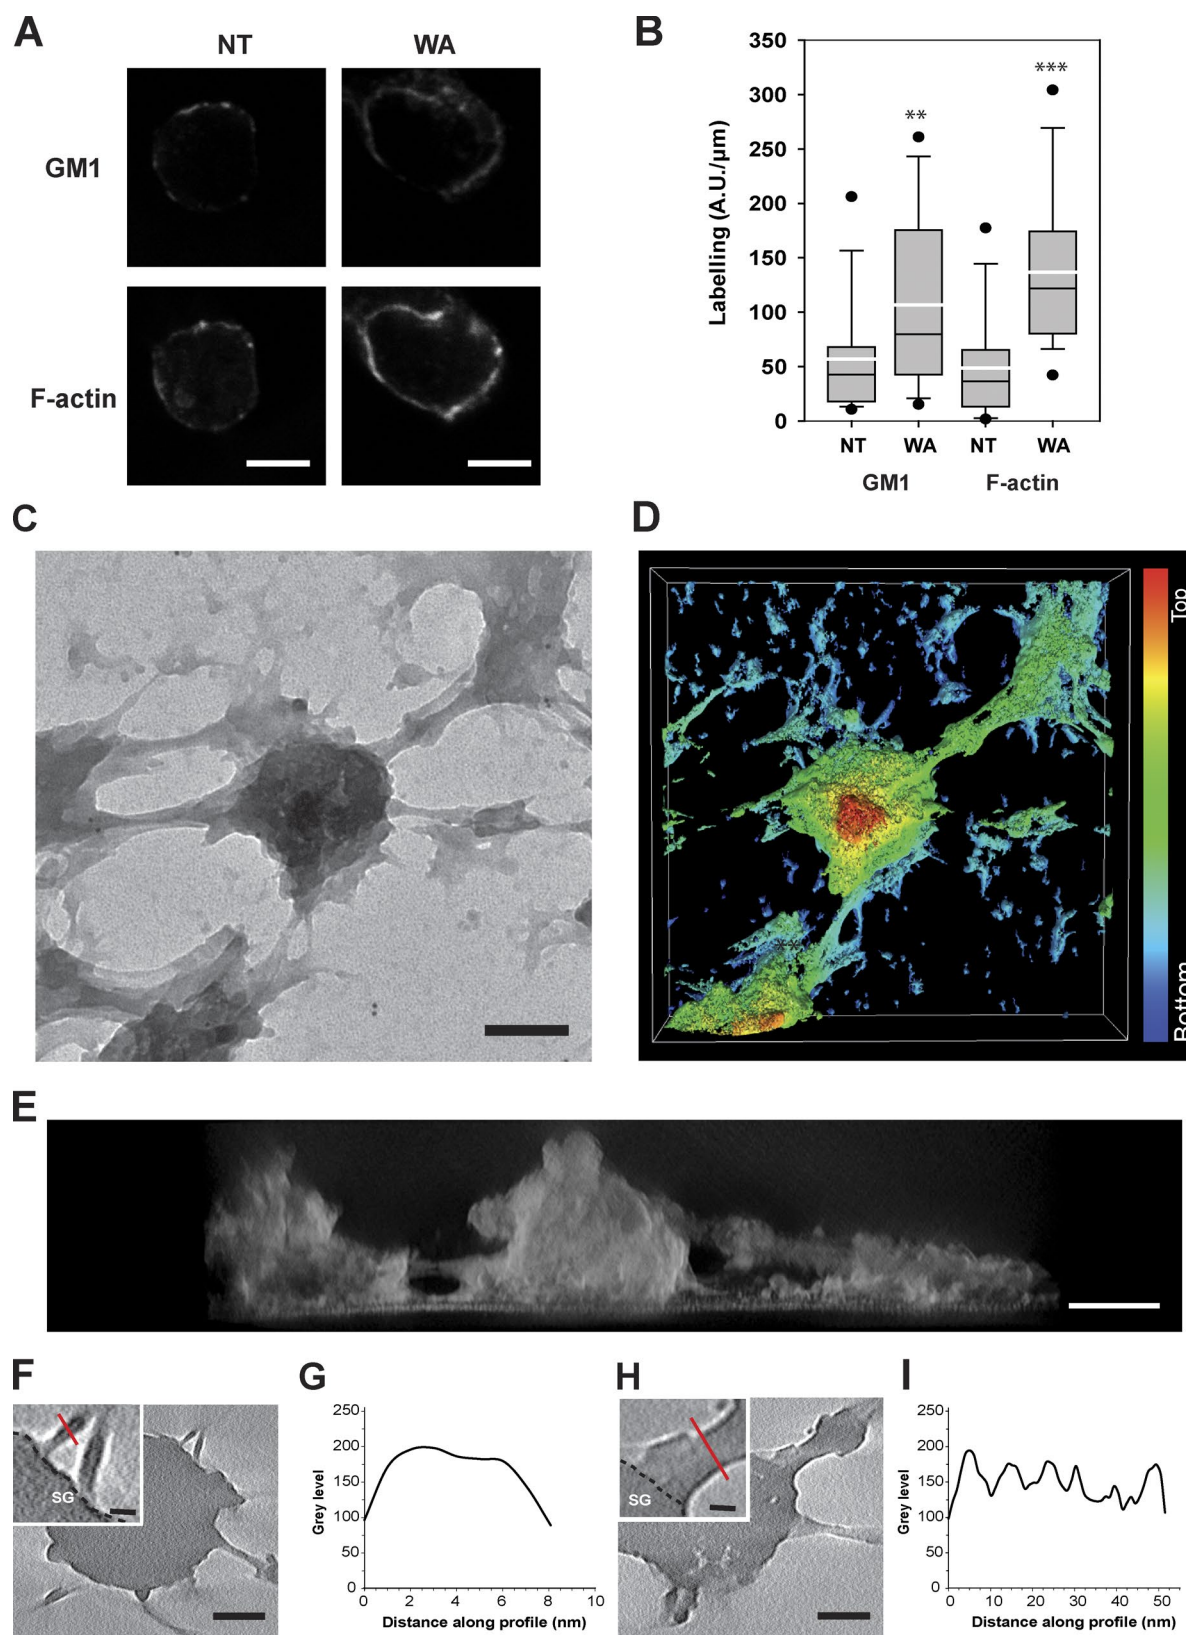 A
NT
WA
GM1
F-actin
B
Labelling (A.U./µm)
350
300
250
200
150
100
50
0
**
***
NT
WA
NT
WA
GM1
F-actin
C
D
**
Top
Bottom
E
F
SG
G
Grey level
250
200
150
100
50
0
0
2
4
6
8
10
Distance along profile (nm)
H
SG
I
Grey level
250
200
150
100
50
0
0
10
20
30
40
50
Distance along profile (nm)